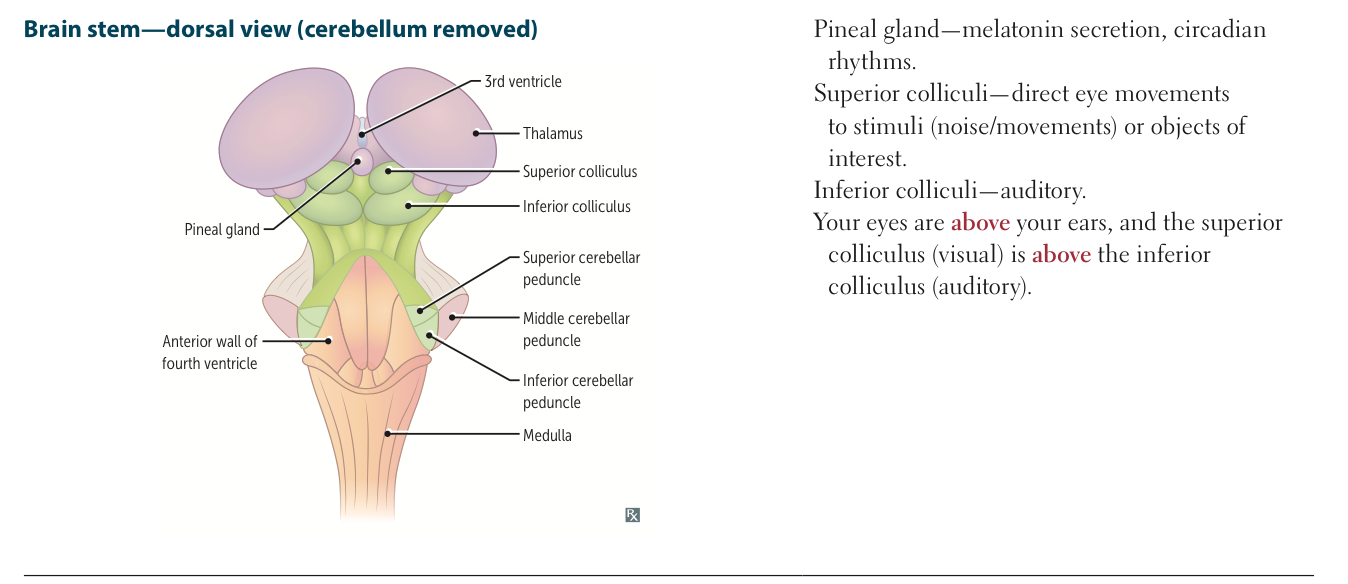 Brain stem—dorsal view (cerebellum removed)
3rd ventricle
Thalamus
Superior colliculus
Inferior colliculus
Pineal gland
Superior cerebellar
peduncle
Middle cerebellar
peduncle
Anterior wall of
fourth ventricle
Inferior cerebellar
peduncle
Medulla
Rx
Pineal gland—melatonin secretion, circadian
rhythms.
Superior colliculi—direct eye movements
to stimuli (noise/movements) or objects of
interest.
Inferior colliculi—auditory.
Your eyes are above your ears, and the superior
colliculus (visual) is above the inferior
colliculus (auditory).